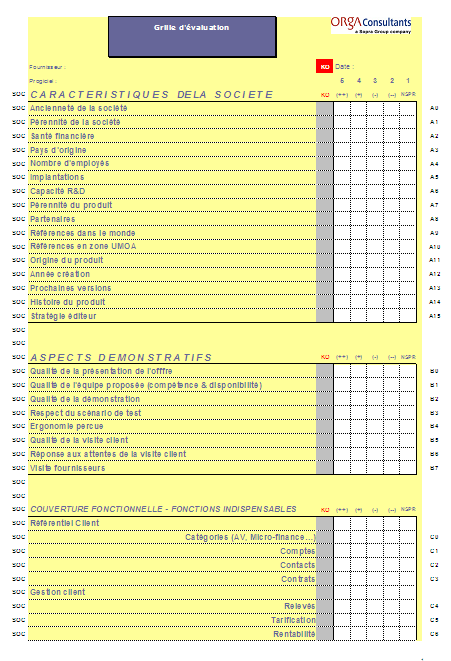 Grille d'évaluation
ORGAConsultants
a Sopra Group company
Fournisseur :
KO Date :
Progiciel :
5 4 3 2 1
SOC CARACTERISTIQUES DE LA SOCIETE KO (++) (+) (-) (--) NSPR
SOC Ancienneté de la société A0
SOC Pérennité de la société A1
SOC Santé financière A2
SOC Pays d'origine A3
SOC Nombre d'employés A4
SOC Implantations A5
SOC Capacité R&D A6
SOC Pérennité du produit A7
SOC Partenaires A8
SOC Références dans le monde A9
SOC Références en zone UMOA A10
SOC Origine du produit A11
SOC Année création A12
SOC Prochaines versions A13
SOC Histoire du produit A14
SOC Stratégie éditeur A15
SOC
SOC
SOC ASPECTS DEMONSTRATIFS KO (++) (+) (-) (--) NSPR
SOC Qualité de la présentation de l'offfre B0
SOC Qualité de l'équipe proposée (compétence & disponibilité) B1
SOC Qualité de la démonstration B2
SOC Respect du scénario de test B3
SOC Ergonomie perçue B4
SOC Qualité de la visite client B5
SOC Réponse aux attentes de la visite client B6
SOC Visite fournisseurs B7
SOC
SOC
SOC COUVERTURE FONCTIONNELLE - FONCTIONS INDISPENSABLES KO (++) (+) (-) (--) NSPR
SOC Référentiel Client
SOC Catégories (AV, Micro-finance...) C0
SOC Comptes C1
SOC Contacts C2
SOC Contrats C3
SOC Gestion client
SOC Relevés C4
SOC Tarification C5
SOC Rentabilité C6